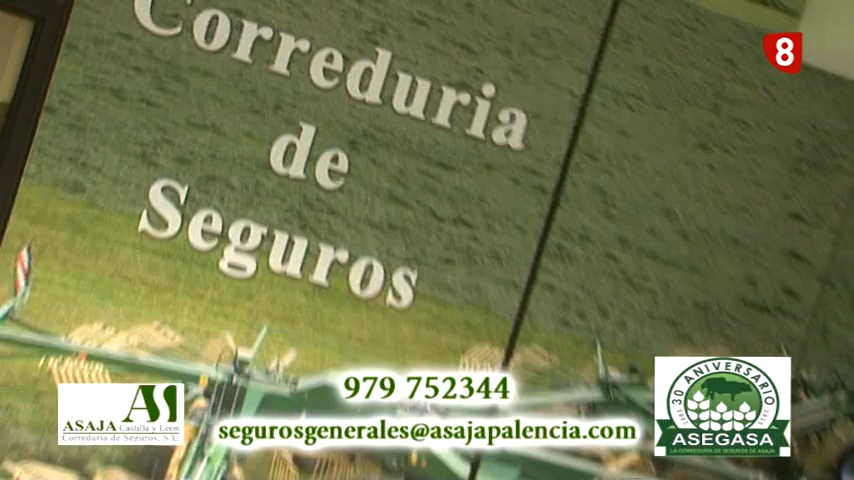 Correduria
de
Seguros
8
979 752344
segurosgenerales@asajapalencia.com
ASAJA Castilla y León
Correduria de Seguros, S.L.
30 ANIVERSARIO
ASEGASA
LA CORREDURÍA DE SEGUROS DE ASAJA